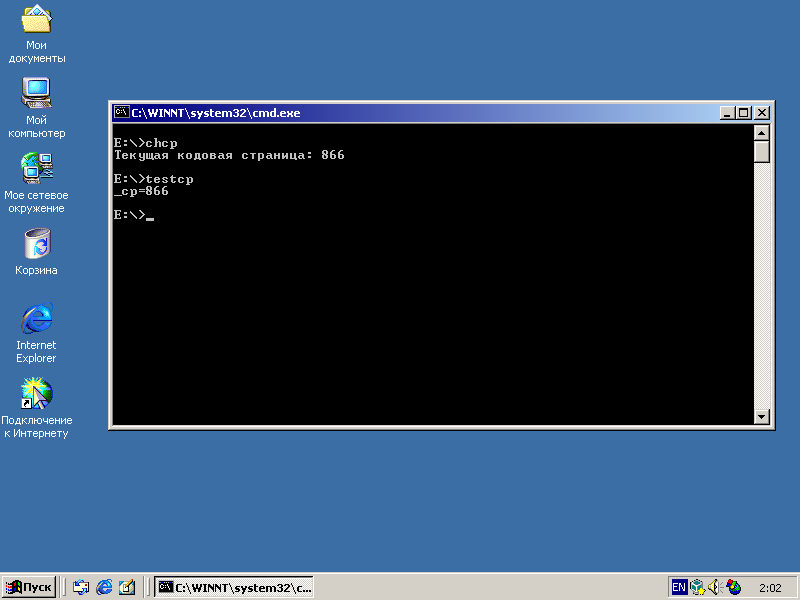 Мои
документы
Мой
компьютер
Мое сетевое
окружение
Корзина
Internet
Explorer
Подключение
к Интернету
C:\WINNT\system32\cmd.exe
E:\>chcp
Текущая кодовая страница: 866
E:\>testcp
_cp=866
E:\>_
Пуск
C:\WINNT\system32\c...
EN
2:02